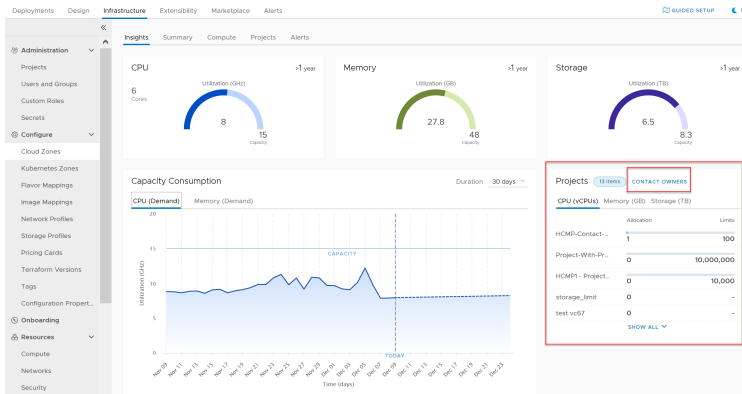 Deployments Design Infrastructure Extensibility Marketplace Alerts GUIDED SETUP
«
Insights Summary Compute Projects Alerts
Administration
Projects
Users and Groups
Custom Roles
Secrets
Configure
Cloud Zones
Kubernetes Zones
Flavor Mappings
Image Mappings
Network Profiles
Storage Profiles
Pricing Cards
Terraform Versions
Tags
Configuration Propert...
Onboarding
Resources
Compute
Networks
Security
CPU >1 year
6
Cores
Utilization (GHz)
8
15
Capacity
Memory >1 year
Utilization (GB)
27.8
48
Capacity
Storage >1 year
Utilization (TB)
6.5
8.3
Capacity
Capacity Consumption Duration 30 days
CPU (Demand) Memory (Demand)
Utilization (GHz)
20
15
10
5
0
CAPACITY
TODAY
Nov 09 Nov 11 Nov 13 Nov 15 Nov 17 Nov 19 Nov 21 Nov 23 Nov 25 Nov 27 Nov 29 Dec 01 Dec 03 Dec 05 Dec 07 Dec 09 Dec 11 Dec 13 Dec 15 Dec 17 Dec 19 Dec 21 Dec 23
Time (days)
Projects 13 items CONTACT OWNERS
CPU (vCPUs) Memory (GB) Storage (TB)
Allocation Limits
HCMP-Contact-... 1 100
Project-With-Pr... 0 10,000,000
HCMP1 - Project... 0 10,000
storage_limit 0 -
test vc67 0 -
SHOW ALL